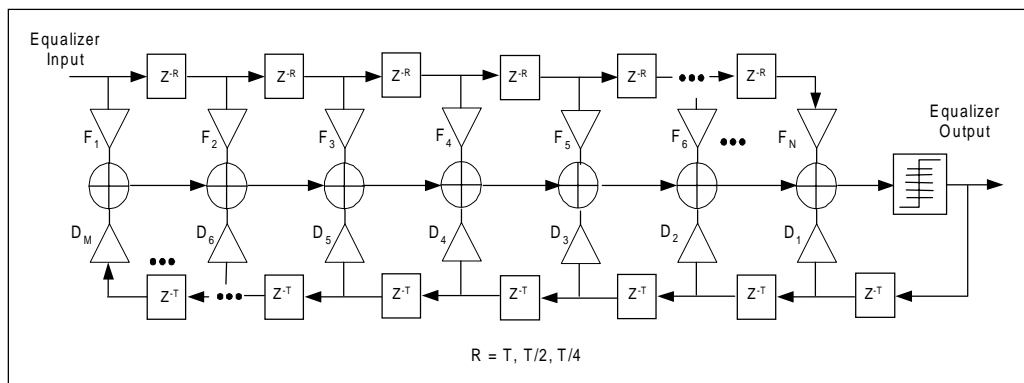 Equalizer
Input
Z-R Z-R Z-R Z-R Z-R ••• Z-R
F1 F2 F3 F4 F5 F6 ••• FN
Equalizer
Output
DM D6 D5 D4 D3 D2 D1
•••
Z-T ••• Z-T Z-T Z-T Z-T Z-T Z-T
R = T, T/2, T/4